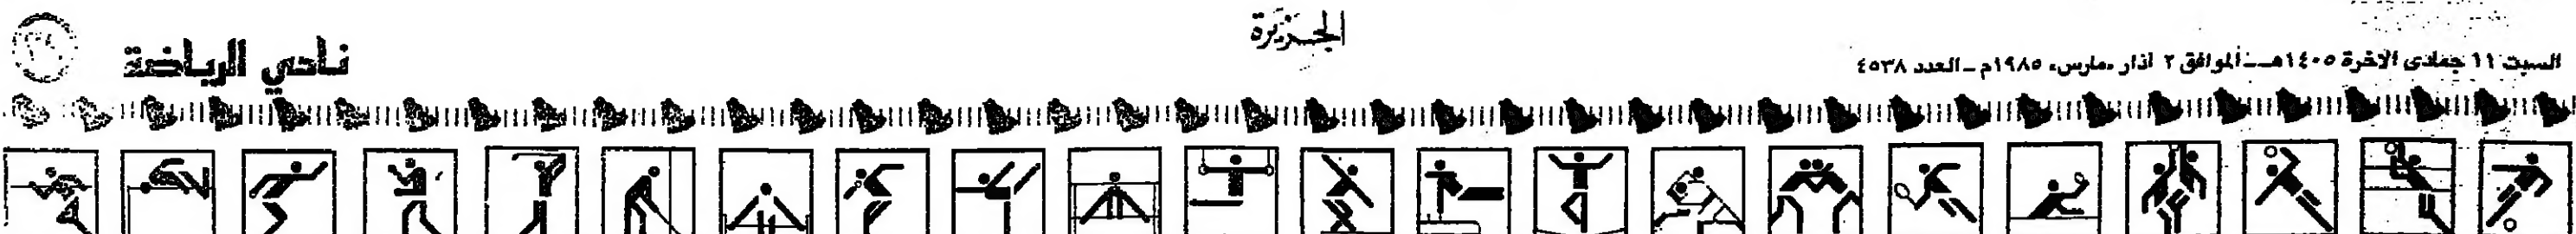 السبت ١١ جمادى الآخرة ١٤٠٥هـ ـ الموافق ٢ آذار «مارس» ١٩٨٥م ـ العدد ٤٥٣٨
الجزيرة
نادي الرياضة